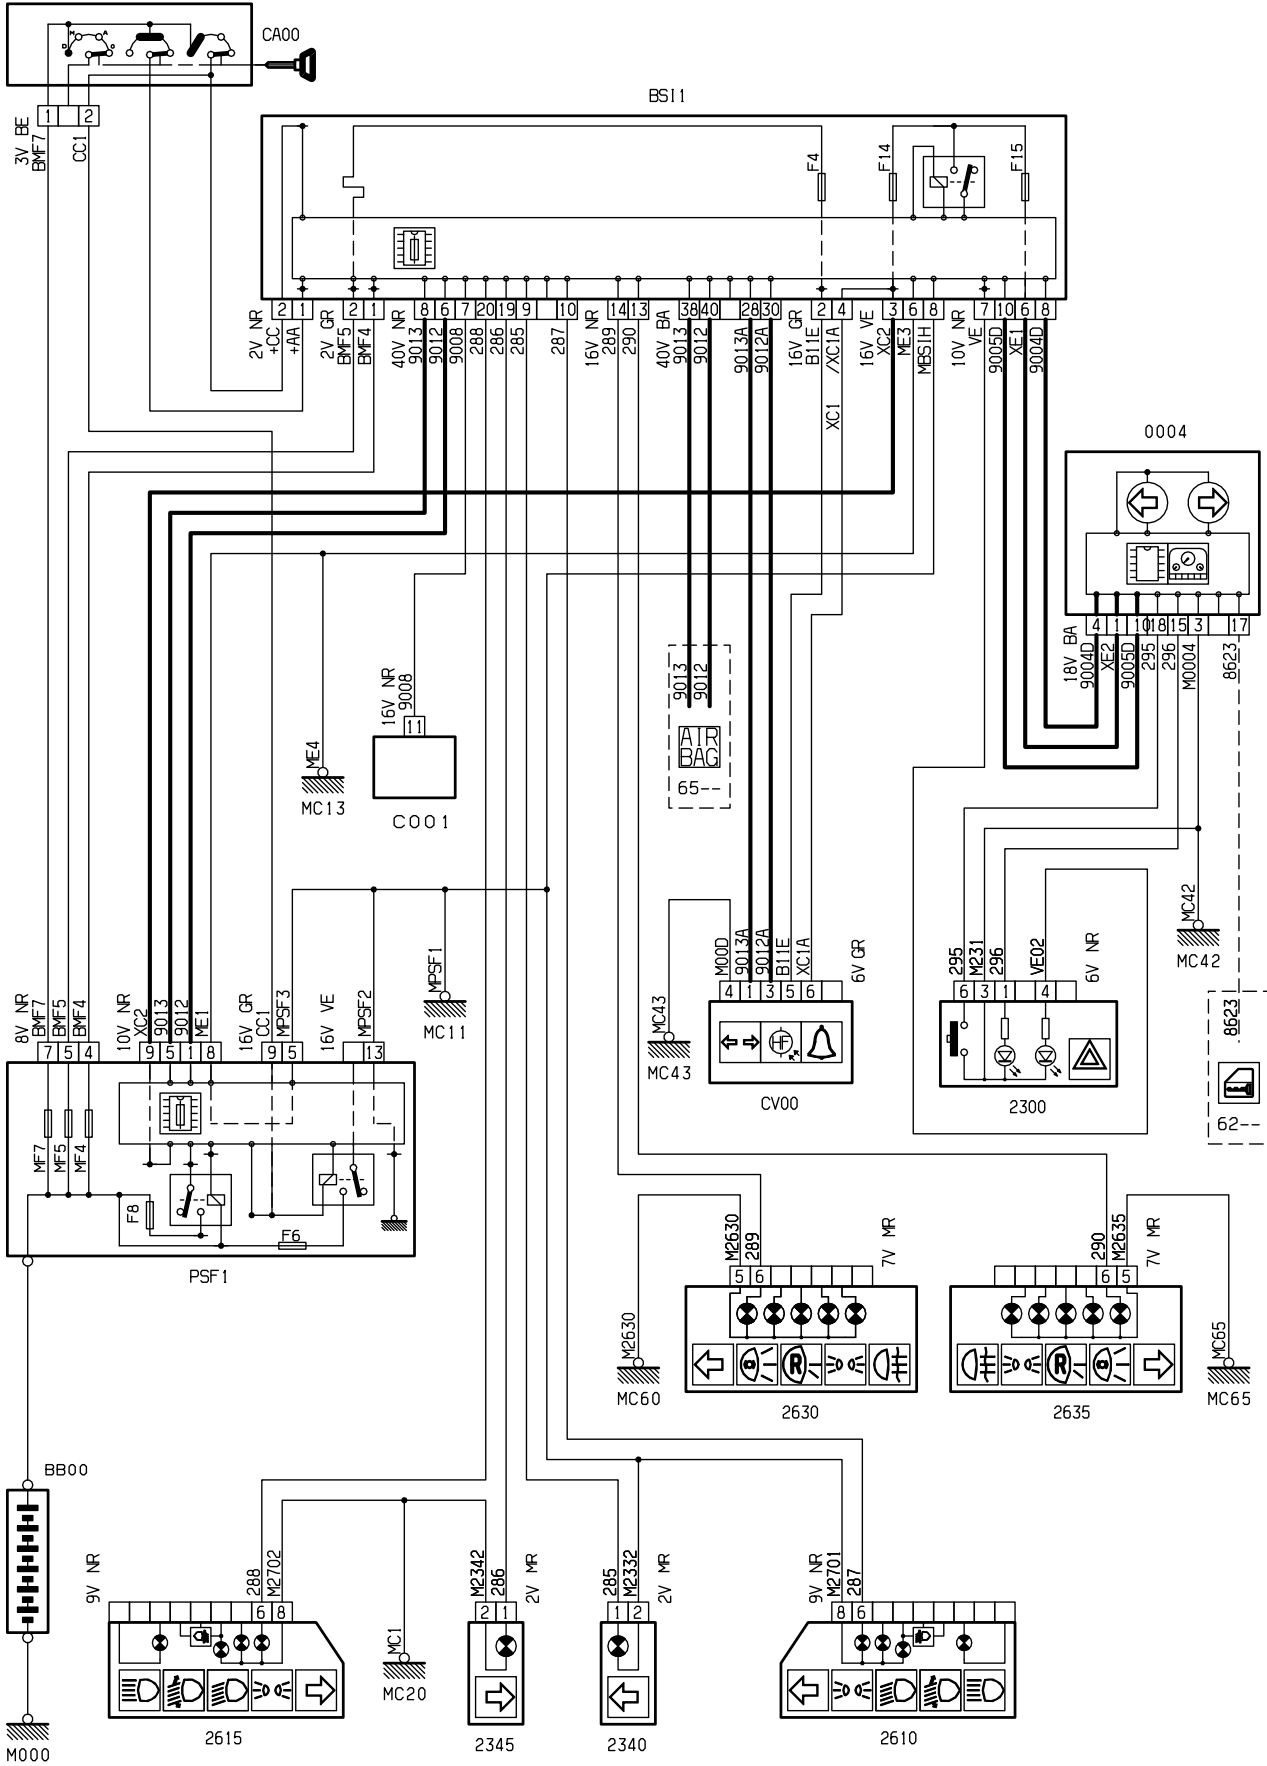 CA00
D M A O
BSI1
1 2
3V BE
BMF7
CC1
F4
F14
F15
2 1 2 1 8 6 7 20 19 9 10 14 13 38 40 28 30 2 4 3 6 8 7 10 6 8
2V NR
+CC
+AA
2V GR
BMF5
BMF4
40V NR
9013
9012
9008
288
286
285
287
16V NR
289
290
40V BA
9013
9012
9013A
9012A
16V GR
B11E
/XC1A
XC1
16V VE
XC2
ME3
MBSIH
10V NR
VE
9005D
XE1
9004D
0004
4 1 10 18 15 3 17
18V BA
9004D
XE2
9005D
295
296
M0004
8623
9013
9012
AIR
BAG
65--
16V NR
9008
11
C001
ME4
MC13
MC42
MC42
8623
62--
MPSF1
MC11
MC43
MC43
M00D
9013A
9012A
B11E
XC1A
6V GR
4 1 3 5 6
HF
CV00
295
M231
296
VE02
6V NR
6 3 1 4
2300
8V NR
BMF7
BMF5
BMF4
10V NR
XC2
9013
9012
ME1
16V GR
CC1
MPSF3
16V VE
MPSF2
7 5 4 9 5 1 8 9 5 13
MF7
MF5
MF4
F8
F6
PSF1
M2630
289
7V MR
5 6
M2630
MC60
R
2630
290
M2635
7V MR
6 5
R
2635
MC65
MC65
BB00
M000
9V NR
288
M2702
6 8
2615
MC1
MC20
M2342
286
2V MR
2 1
2345
285
M2332
2V MR
1 2
2340
9V NR
M2701
287
8 6
2610